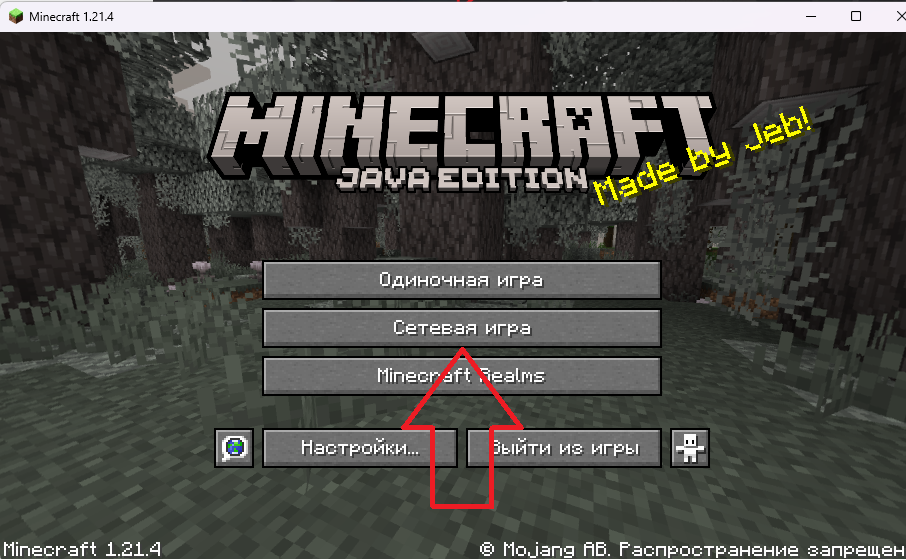 Minecraft 1.21.4
MINECRAFT
JAVA EDITION
Made by Jeb!
Одиночная игра
Сетевая игра
Minecraft Realms
Настройки...
Выйти из игры
Minecraft 1.21.4
© Mojang AB. Распространение запрещен